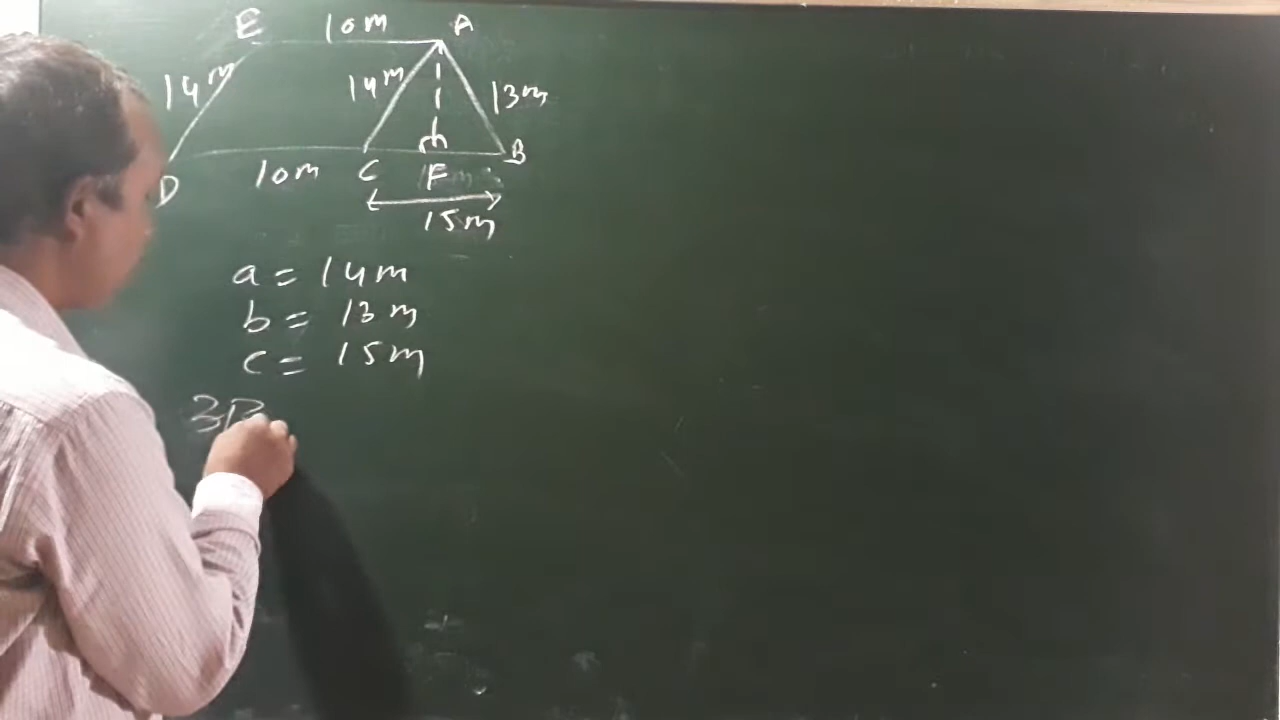 E 10m A
14m 14m 13m
D 10m C F B
15m
a = 14m
b = 13m
c = 15m